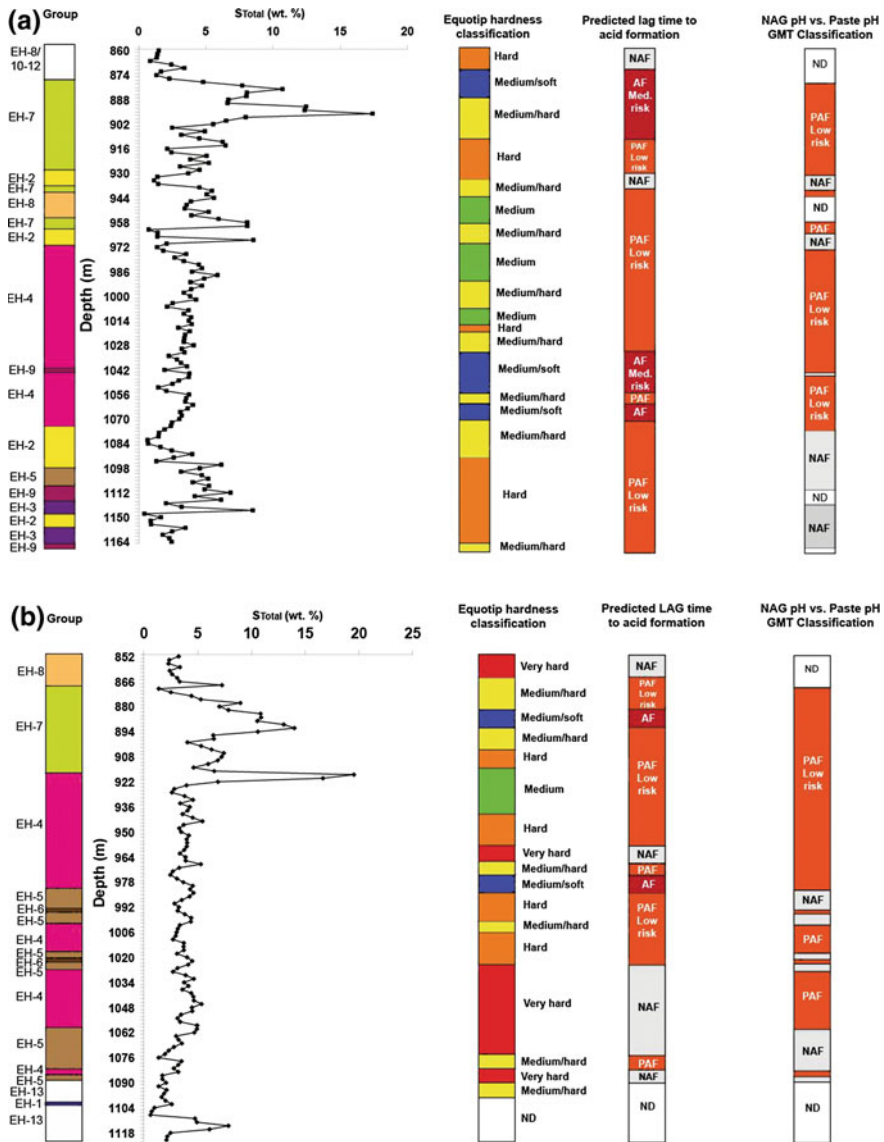 (a)
Group
STotal (wt. %)
0 5 10 15 20
Equotip hardness
classification
Predicted lag time to
acid formation
NAG pH vs. Paste pH
GMT Classification
EH-8/
10-12
EH-7
EH-2
EH-7
EH-8
EH-7
EH-2
EH-4
EH-9
EH-4
EH-2
EH-5
EH-9
EH-3
EH-2
EH-3
EH-9
Depth (m)
860
874
888
902
916
930
944
958
972
986
1000
1014
1028
1042
1056
1070
1084
1098
1112
1150
1164
Hard
Medium/soft
Medium/hard
Hard
Medium/hard
Medium
Medium/hard
Medium
Medium/hard
Medium
Hard
Medium/hard
Medium/soft
Medium/hard
Medium/soft
Medium/hard
Hard
Medium/hard
NAF
AF
Med.
risk
PAF
Low
risk
NAF
PAF
Low
risk
AF
Med.
risk
PAF
AF
PAF
Low
risk
ND
PAF
Low
risk
NAF
ND
PAF
NAF
PAF
Low
risk
PAF
Low
risk
NAF
ND
NAF
(b)
Group
STotal (wt. %)
0 5 10 15 20 25
Equotip hardness
classification
Predicted LAG time
to acid formation
NAG pH vs. Paste pH
GMT Classification
EH-8
EH-7
EH-4
EH-5
EH-6
EH-5
EH-4
EH-5
EH-6
EH-5
EH-4
EH-5
EH-4
EH-5
EH-13
EH-1
EH-13
Depth (m)
852
866
880
894
908
922
936
950
964
978
992
1006
1020
1034
1048
1062
1076
1090
1104
1118
Very hard
Medium/hard
Medium/soft
Medium/hard
Hard
Medium
Hard
Very hard
Medium/hard
Medium/soft
Hard
Medium/hard
Hard
Very hard
Medium/hard
Very hard
Medium/hard
ND
NAF
PAF
Low
risk
AF
PAF
Low
risk
NAF
PAF
AF
PAF
Low
risk
NAF
PAF
NAF
ND
ND
PAF
Low
risk
NAF
PAF
PAF
NAF
ND